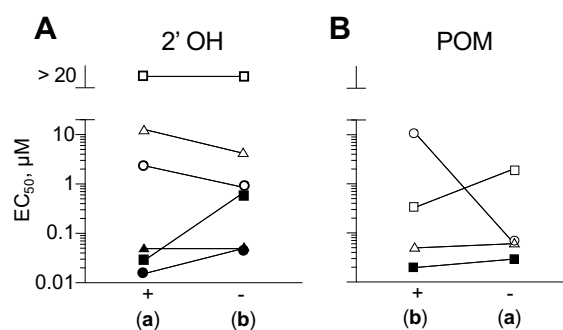 A
2' OH
B
POM
> 20
10
1
0.1
0.01
EC50, µM
+
-
(a)
(b)
+
-
(b)
(a)